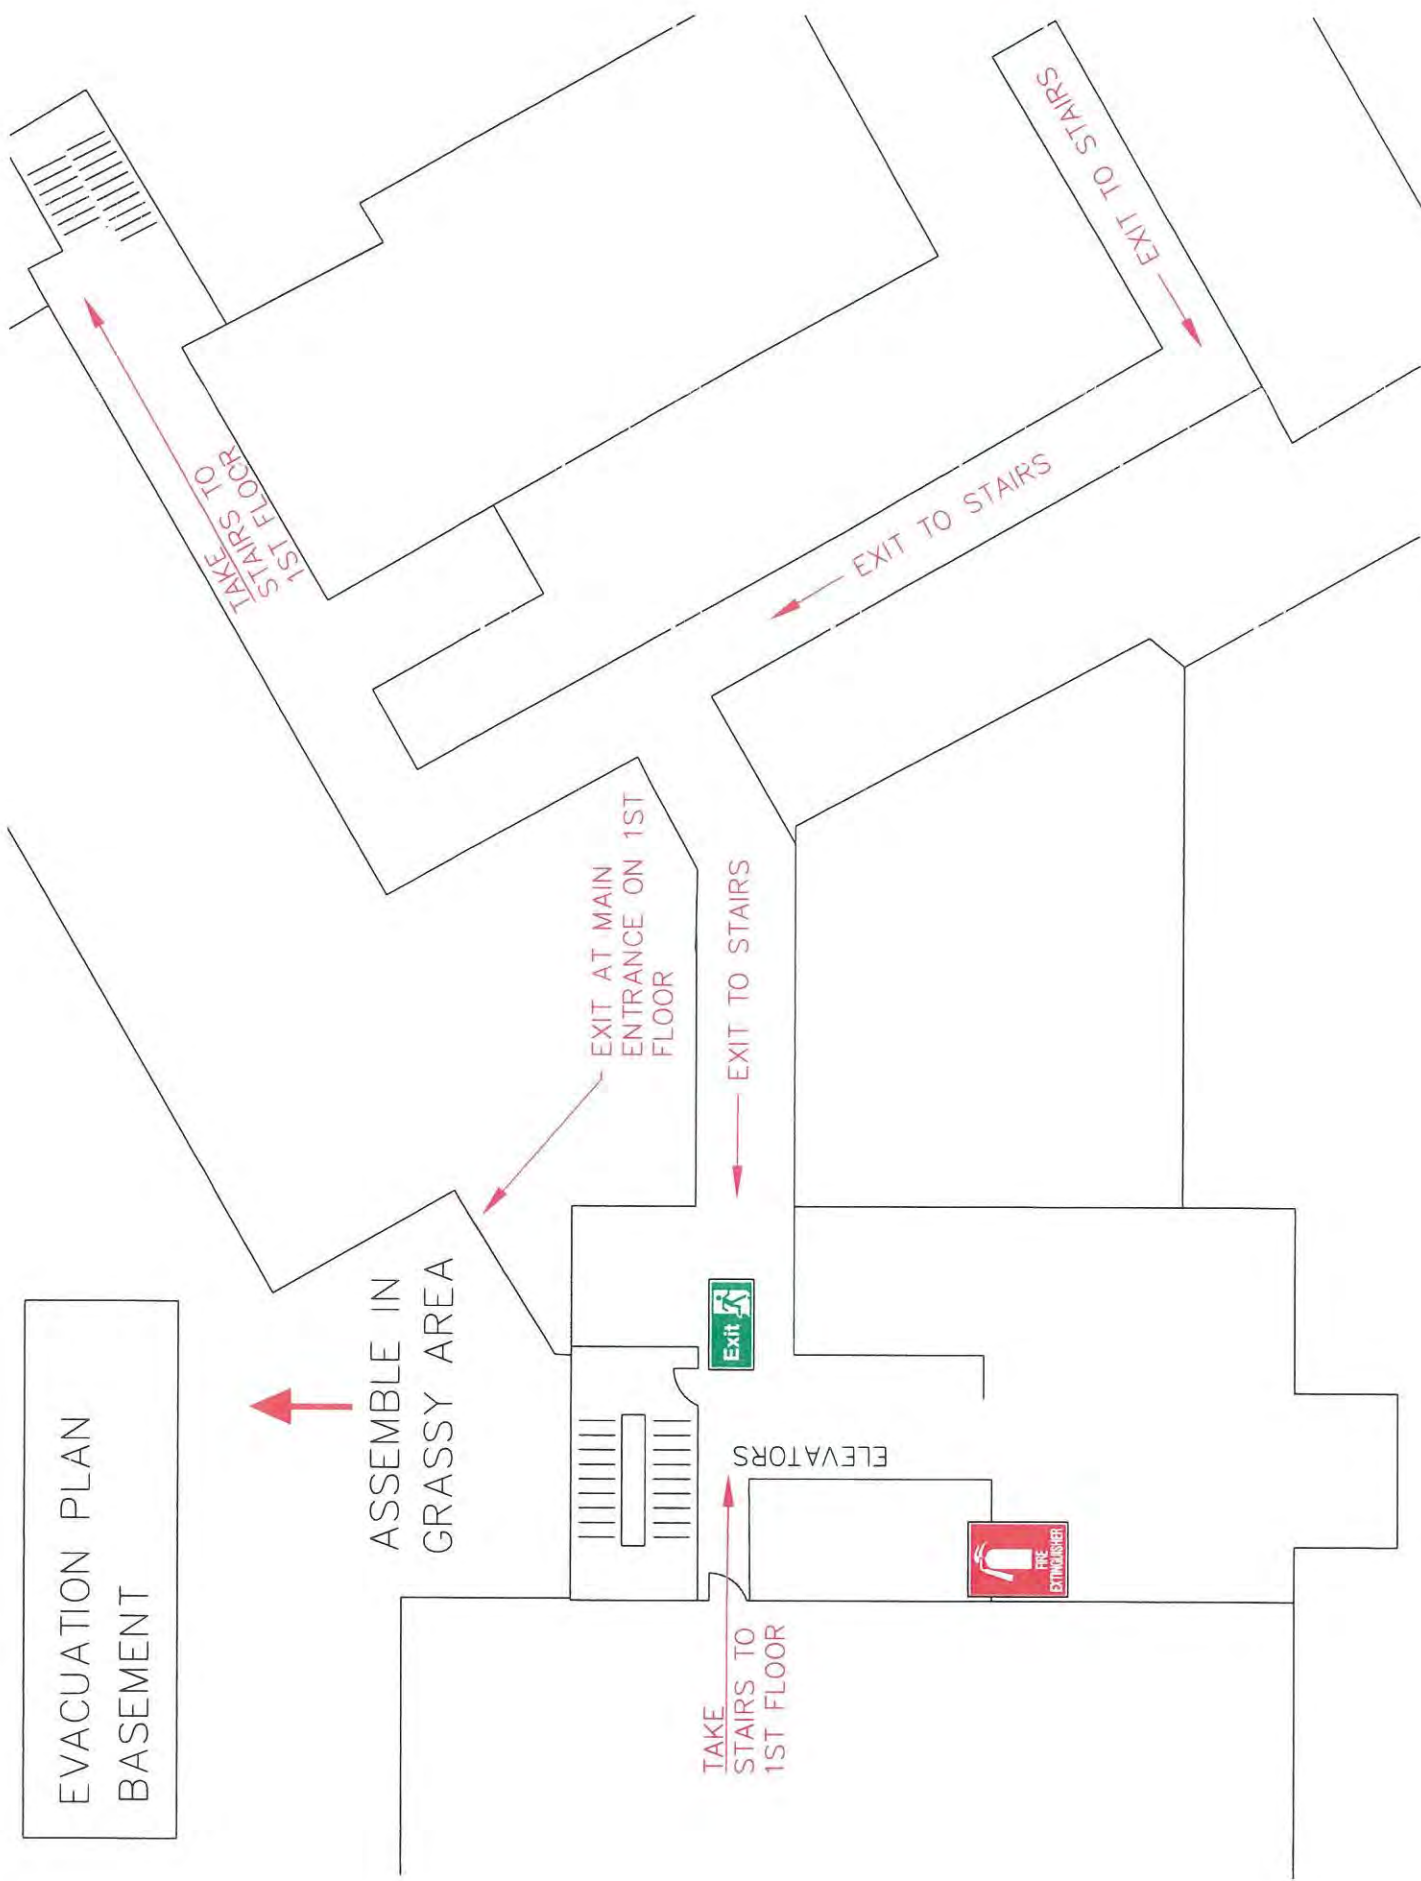 EVACUATION PLAN
BASEMENT
ASSEMBLE IN
GRASSY AREA
TAKE
STAIRS TO
1ST FLOCR
EXIT AT MAIN
ENTRANCE ON 1ST
FLOOR
EXIT TO STAIRS
EXIT TO STAIRS
EXIT TO STAIRS
Exit
ELEVATORS
TAKE
STAIRS TO
1ST FLOOR
FIRE
EXTINGUISHER